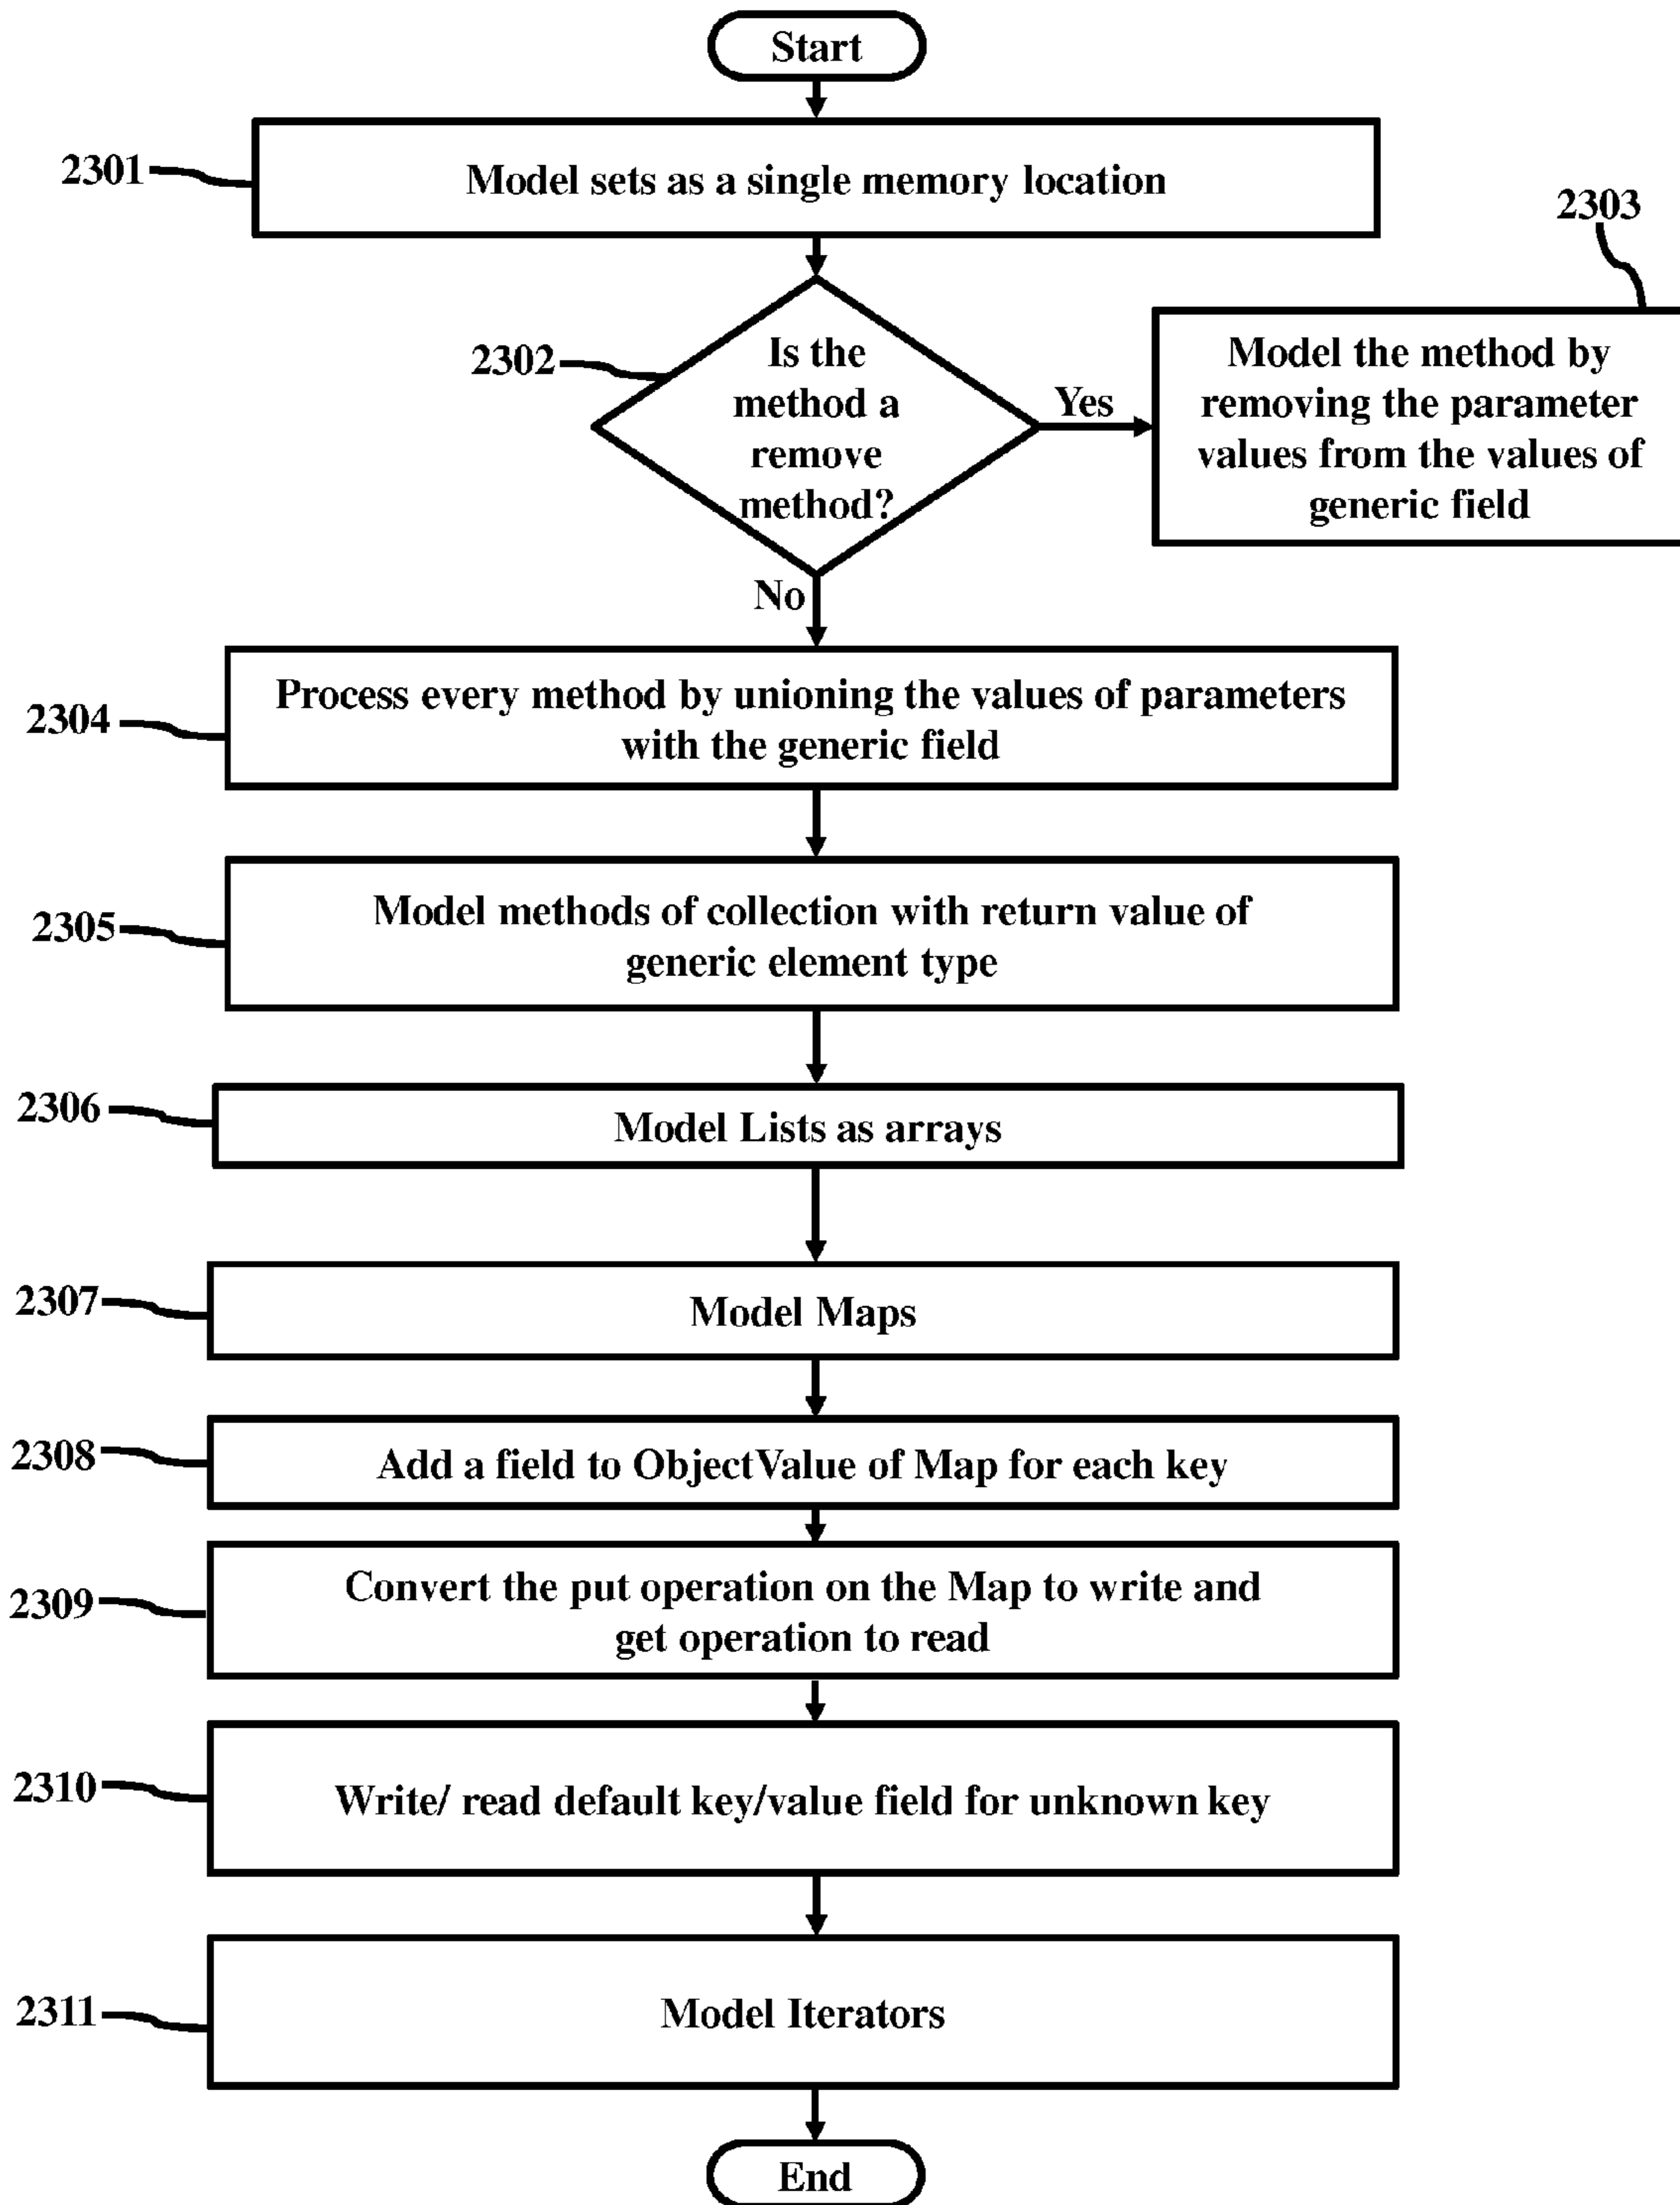 Start
2301
Model sets as a single memory location
2303
2302
Is the
method a
remove
method?
Yes
Model the method by
removing the parameter
values from the values of
generic field
No
2304
Process every method by unioning the values of parameters
with the generic field
2305
Model methods of collection with return value of
generic element type
2306
Model Lists as arrays
2307
Model Maps
2308
Add a field to ObjectValue of Map for each key
2309
Convert the put operation on the Map to write and
get operation to read
2310
Write/ read default key/value field for unknown key
2311
Model Iterators
End